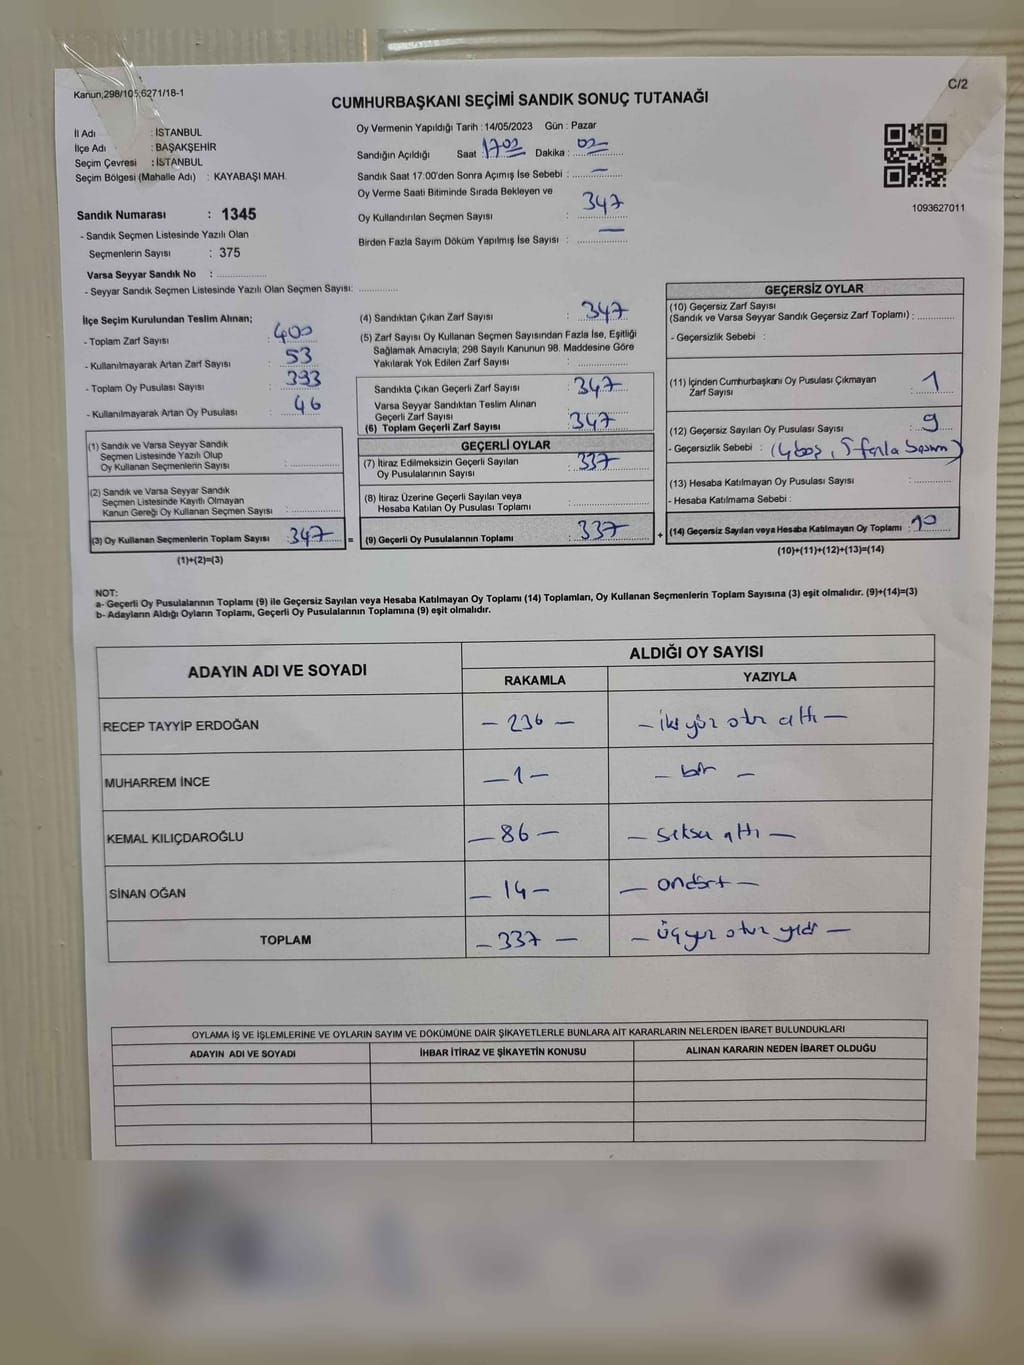 Kanun,298/105,6271/18-1
C/2
CUMHURBAŞKANI SEÇİMİ SANDIK SONUÇ TUTANAĞI
İl Adı : İSTANBUL
İlçe Adı : BAŞAKŞEHİR
Seçim Çevresi : İSTANBUL
Seçim Bölgesi (Mahalle Adı) : KAYABAŞI MAH.
Oy Vermenin Yapıldığı Tarih : 14/05/2023 Gün : Pazar
Sandığın Açıldığı Saat 17:00 Dakika :
Sandık Saat 17:00'den Sonra Açımış İse Sebebi : —
Oy Verme Saati Bitiminde Sırada Bekleyen ve
Oy Kullandırılan Seçmen Sayısı : 347
Birden Fazla Sayım Döküm Yapılmış İse Sayısı : —
1093627011
Sandık Numarası : 1345
- Sandık Seçmen Listesinde Yazılı Olan
Seçmenlerin Sayısı : 375
Varsa Seyyar Sandık No :
- Seyyar Sandık Seçmen Listesinde Yazılı Olan Seçmen Sayısı:
İlçe Seçim Kurulundan Teslim Alınan;
- Toplam Zarf Sayısı : 400
- Kullanılmayarak Artan Zarf Sayısı : 53
- Toplam Oy Pusulası Sayısı : 393
- Kullanılmayarak Artan Oy Pusulası : 46
(1) Sandık ve Varsa Seyyar Sandık
Seçmen Listesinde Yazılı Olup
Oy Kullanan Seçmenlerin Sayısı :
(2) Sandık ve Varsa Seyyar Sandık
Seçmen Listesinde Kayıtlı Olmayan
Kanun Gereği Oy Kullanan Seçmen Sayısı :
(3) Oy Kullanan Seçmenlerin Toplam Sayısı : 347 =
(1)+(2)=(3)
(4) Sandıktan Çıkan Zarf Sayısı : 347
(5) Zarf Sayısı Oy Kullanan Seçmen Sayısından Fazla İse, Eşitliği
Sağlamak Amacıyla; 298 Sayılı Kanunun 98. Maddesine Göre
Yakılarak Yok Edilen Zarf Sayısı :
Sandıkta Çıkan Geçerli Zarf Sayısı : 347
Varsa Seyyar Sandıktan Teslim Alınan
Geçerli Zarf Sayısı :
(6) Toplam Geçerli Zarf Sayısı : 347
GEÇERLİ OYLAR
(7) İtiraz Edilmeksizin Geçerli Sayılan
Oy Pusulalarının Sayısı : 337
(8) İtiraz Üzerine Geçerli Sayılan veya
Hesaba Katılan Oy Pusulası Toplamı :
(9) Geçerli Oy Pusulalarının Toplamı : 337 +
GEÇERSİZ OYLAR
(10) Geçersiz Zarf Sayısı
(Sandık ve Varsa Seyyar Sandık Geçersiz Zarf Toplamı) :
- Geçersizlik Sebebi :
(11) İçinden Cumhurbaşkanı Oy Pusulası Çıkmayan
Zarf Sayısı : 1
(12) Geçersiz Sayılan Oy Pusulası Sayısı : 9
- Geçersizlik Sebebi : (4 boş, 5 fazla basım)
(13) Hesaba Katılmayan Oy Pusulası Sayısı :
- Hesaba Katılmama Sebebi :
(14) Geçersiz Sayılan veya Hesaba Katılmayan Oy Toplamı : 10
(10)+(11)+(12)+(13)=(14)
NOT:
a- Geçerli Oy Pusulalarının Toplamı (9) ile Geçersiz Sayılan veya Hesaba Katılmayan Oy Toplamı (14) Toplamları, Oy Kullanan Seçmenlerin Toplam Sayısına (3) eşit olmalıdır. (9)+(14)=(3)
b- Adayların Aldığı Oyların Toplamı, Geçerli Oy Pusulalarının Toplamına (9) eşit olmalıdır.
ADAYIN ADI VE SOYADI
ALDIĞI OY SAYISI
RAKAMLA YAZIYLA
RECEP TAYYİP ERDOĞAN — 236 — — iki yüz otuz altı —
MUHARREM İNCE — 1 — — bir —
KEMAL KILIÇDAROĞLU — 86 — — seksen altı —
SİNAN OĞAN — 14 — — ondört —
TOPLAM — 337 — — üçyüz otuz yedi —
OYLAMA İŞ VE İŞLEMLERİNE VE OYLARIN SAYIM VE DÖKÜMÜNE DAİR ŞİKAYETLERLE BUNLARA AİT KARARLARIN NELERDEN İBARET BULUNDUKLARI
ADAYIN ADI VE SOYADI İHBAR İTİRAZ VE ŞİKAYETİN KONUSU ALINAN KARARIN NEDEN İBARET OLDUĞU